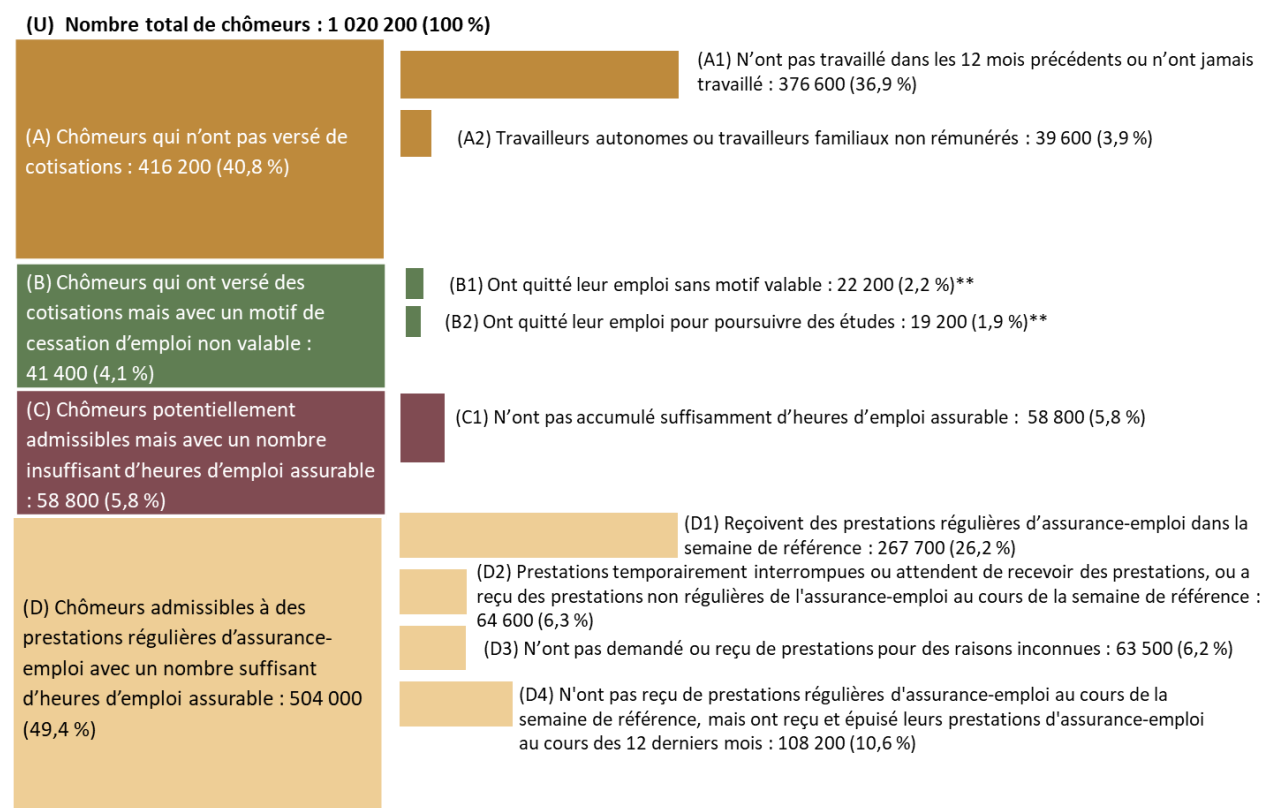 (U) Nombre total de chômeurs : 1 020 200 (100 %)
(A) Chômeurs qui n’ont pas versé de
cotisations : 416 200 (40,8 %)
(A1) N’ont pas travaillé dans les 12 mois précédents ou n’ont jamais
travaillé : 376 600 (36,9 %)
(A2) Travailleurs autonomes ou travailleurs familiaux non rémunérés : 39 600 (3,9 %)
(B) Chômeurs qui ont versé des
cotisations mais avec un motif de
cessation d’emploi non valable :
41 400 (4,1 %)
(B1) Ont quitté leur emploi sans motif valable : 22 200 (2,2 %)**
(B2) Ont quitté leur emploi pour poursuivre des études : 19 200 (1,9 %)**
(C) Chômeurs potentiellement
admissibles mais avec un nombre
insuffisant d’heures d’emploi assurable
: 58 800 (5,8 %)
(C1) N’ont pas accumulé suffisamment d’heures d’emploi assurable : 58 800 (5,8 %)
(D) Chômeurs admissibles à des
prestations régulières d’assurance-
emploi avec un nombre suffisant
d’heures d’emploi assurable : 504 000
(49,4 %)
(D1) Reçoivent des prestations régulières d’assurance-emploi dans la
semaine de référence : 267 700 (26,2 %)
(D2) Prestations temporairement interrompues ou attendent de recevoir des prestations, ou a
reçu des prestations non régulières de l'assurance-emploi au cours de la semaine de référence :
64 600 (6,3 %)
(D3) N’ont pas demandé ou reçu de prestations pour des raisons inconnues : 63 500 (6,2 %)
(D4) N'ont pas reçu de prestations régulières d'assurance-emploi au cours de la
semaine de référence, mais ont reçu et épuisé leurs prestations d'assurance-emploi
au cours des 12 derniers mois : 108 200 (10,6 %)